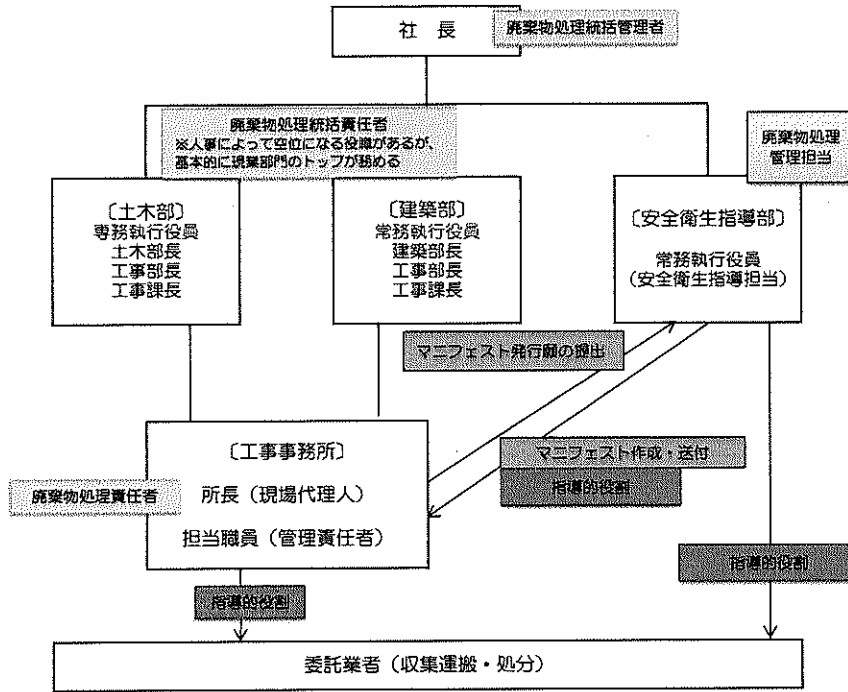 社 長
廃棄物処理統括管理者
廃棄物処理統括責任者
※人事によって空位になる役職があるが、
基本的に現業部門のトップが務める
廃棄物処理
管理担当
〔土木部〕
専務執行役員
土木部長
工事部長
工事課長
〔建築部〕
常務執行役員
建築部長
工事部長
工事課長
〔安全衛生指導部〕
常務執行役員
（安全衛生指導担当）
マニフェスト発行願の提出
〔工事事務所〕
所長（現場代理人）
担当職員（管理責任者）
廃棄物処理責任者
マニフェスト作成・送付
指導的役割
指導的役割
指導的役割
委託業者（収集運搬・処分）